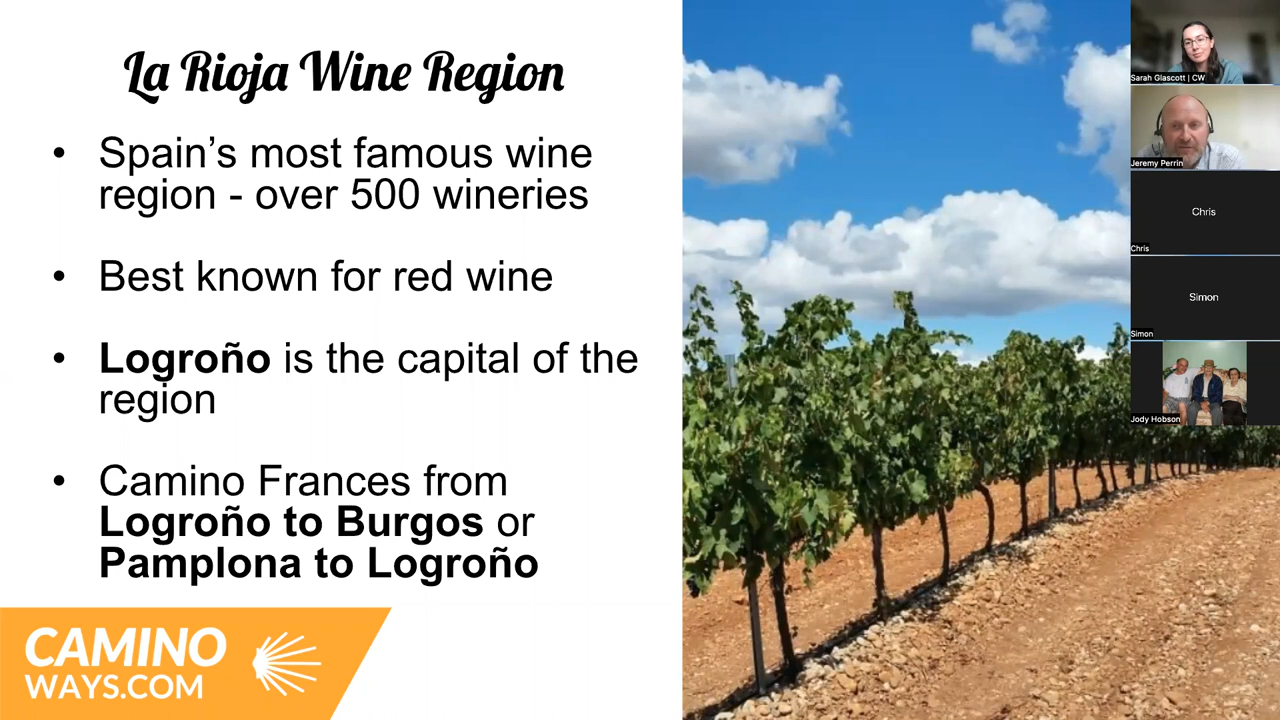 La Rioja Wine Region
• Spain’s most famous wine
region - over 500 wineries
• Best known for red wine
• Logroño is the capital of the
region
• Camino Frances from
Logroño to Burgos or
Pamplona to Logroño
CAMINO
WAYS.COM
Sarah Glascott | CW
Jeremy Perrin
Chris
Chris
Simon
Simon
Jody Hobson